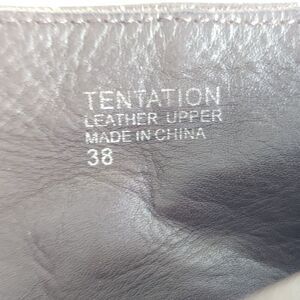 TENTATION
LEATHER UPPER
MADE IN CHINA
38